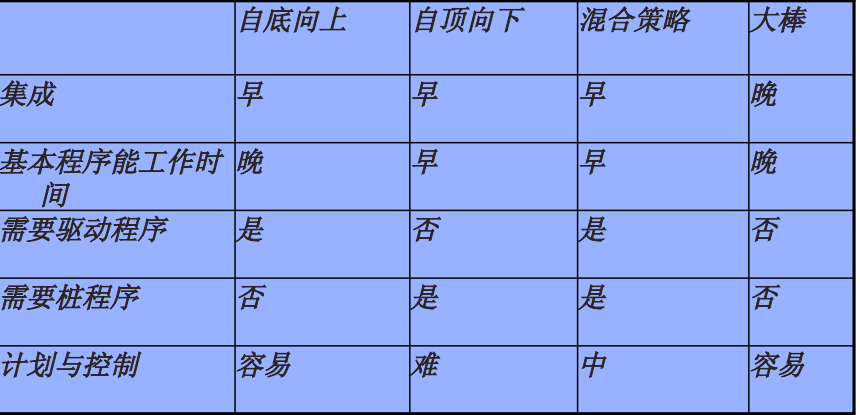 自底向上 自顶向下 混合策略 大棒
集成 早 早 早 晚
基本程序能工作时 晚 早 早 晚
间
需要驱动程序 是 否 是 否
需要桩程序 否 是 是 否
计划与控制 容易 难 中 容易